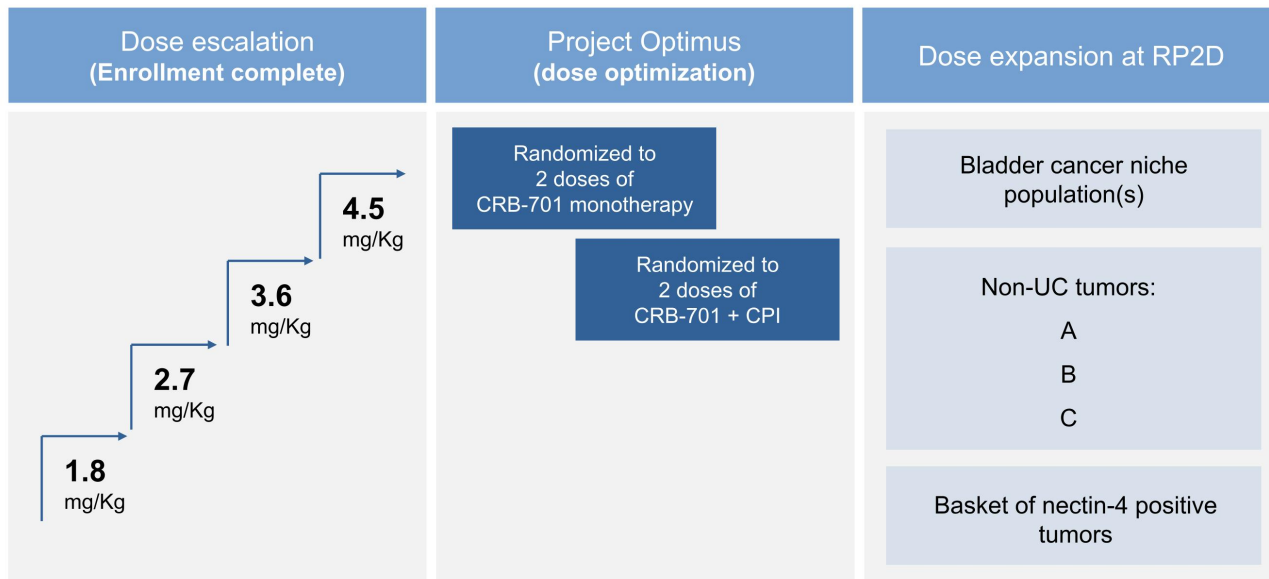 Dose escalation
(Enrollment complete)
Project Optimus
(dose optimization)
Dose expansion at RP2D
4.5
mg/Kg
3.6
mg/Kg
2.7
mg/Kg
1.8
mg/Kg
Randomized to
2 doses of
CRB-701 monotherapy
Randomized to
2 doses of
CRB-701 + CPI
Bladder cancer niche
population(s)
Non-UC tumors:
A
B
C
Basket of nectin-4 positive
tumors